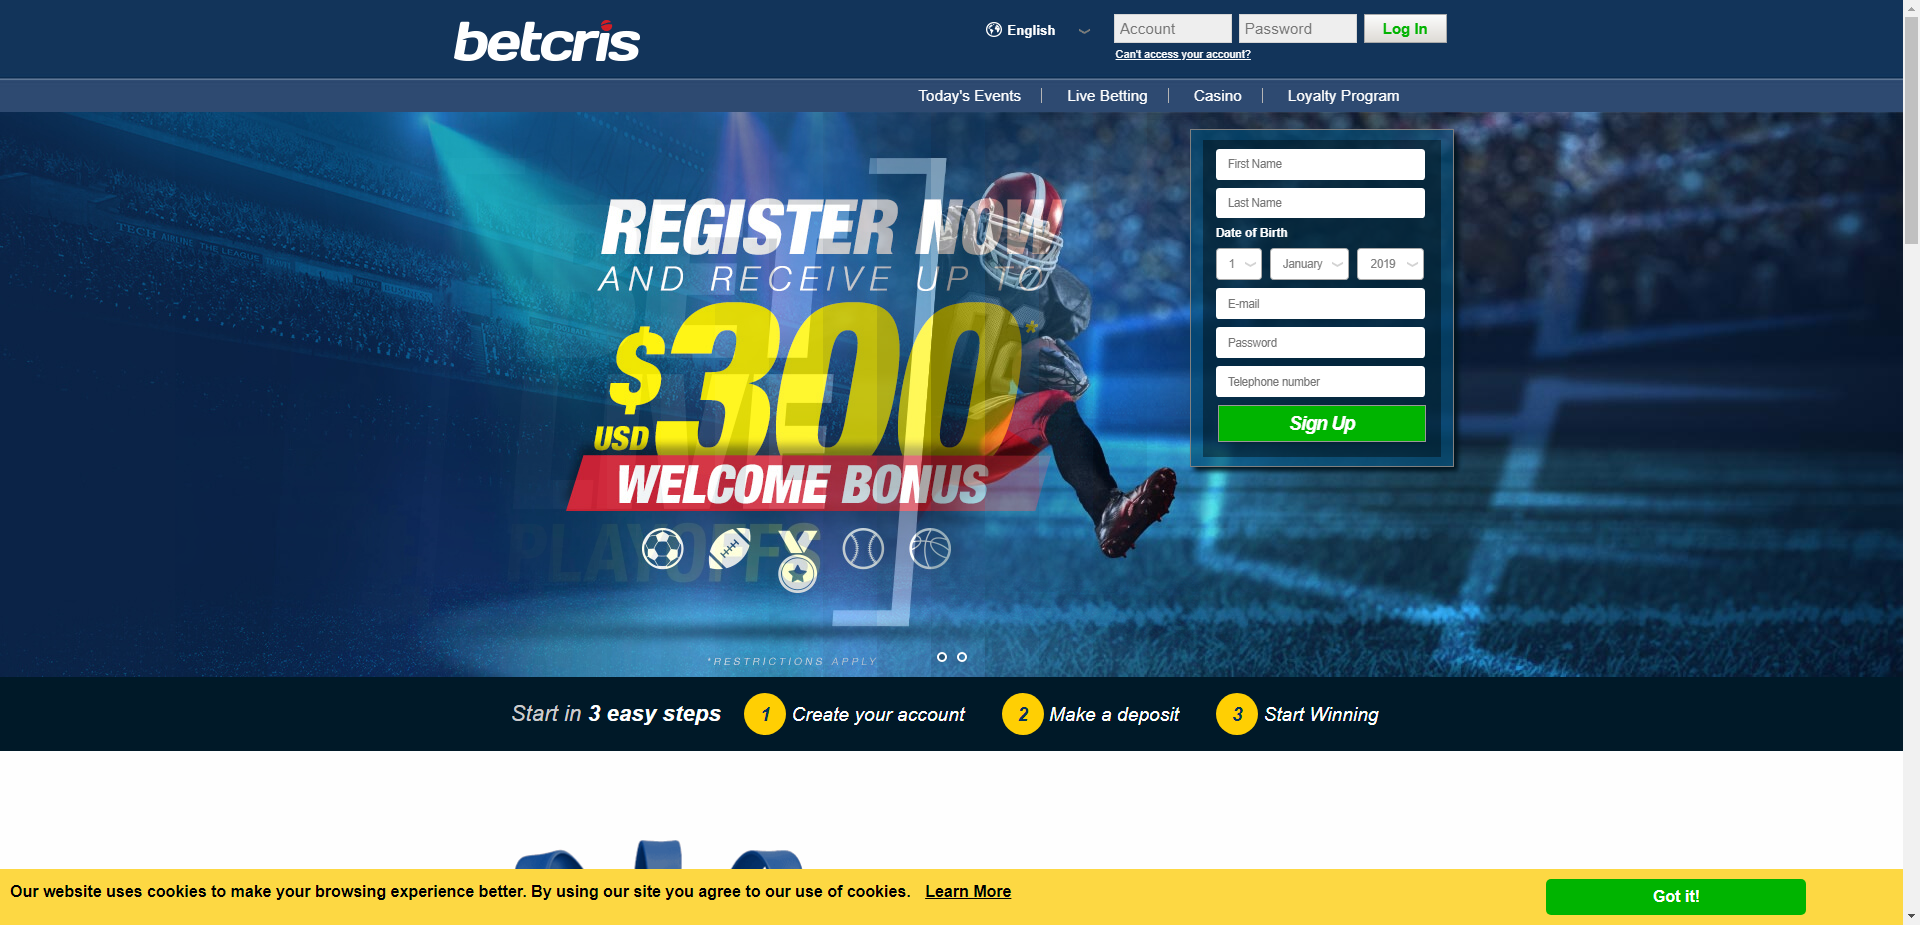 betcris
English
Account
Password
Log In
Can't access your account?
Today's Events
Live Betting
Casino
Loyalty Program
REGISTER NOW
AND RECEIVE UP TO
$300*
USD
WELCOME BONUS
PLAYOFFS
*RESTRICTIONS APPLY
First Name
Last Name
Date of Birth
1
January
2019
E-mail
Password
Telephone number
Sign Up
Start in 3 easy steps
1 Create your account
2 Make a deposit
3 Start Winning
Our website uses cookies to make your browsing experience better. By using our site you agree to our use of cookies. Learn More
Got it!